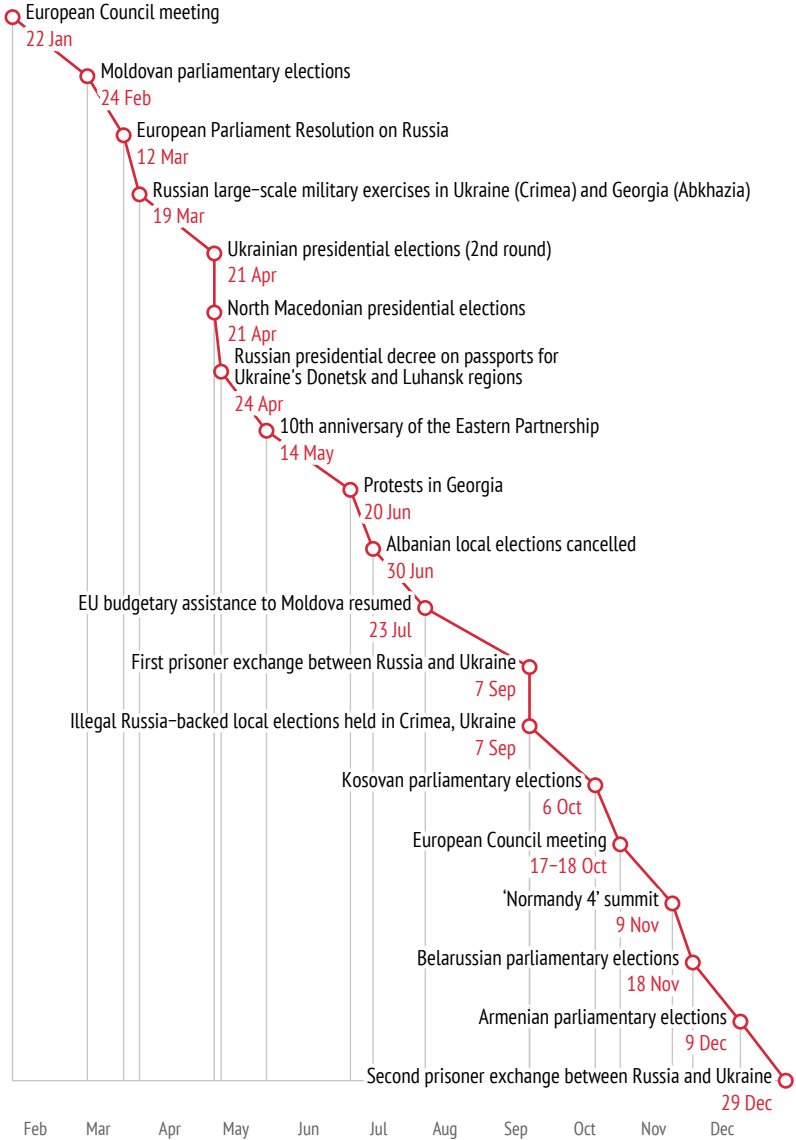 European Council meeting
22 Jan
Moldovan parliamentary elections
24 Feb
European Parliament Resolution on Russia
12 Mar
Russian large-scale military exercises in Ukraine (Crimea) and Georgia (Abkhazia)
19 Mar
Ukrainian presidential elections (2nd round)
21 Apr
North Macedonian presidential elections
21 Apr
Russian presidential decree on passports for
Ukraine's Donetsk and Luhansk regions
24 Apr
10th anniversary of the Eastern Partnership
14 May
Protests in Georgia
20 Jun
Albanian local elections cancelled
30 Jun
EU budgetary assistance to Moldova resumed
23 Jul
First prisoner exchange between Russia and Ukraine
7 Sep
Illegal Russia-backed local elections held in Crimea, Ukraine
7 Sep
Kosovan parliamentary elections
6 Oct
European Council meeting
17–18 Oct
‘Normandy 4’ summit
9 Nov
Belarussian parliamentary elections
18 Nov
Armenian parliamentary elections
9 Dec
Second prisoner exchange between Russia and Ukraine
29 Dec
Feb Mar Apr May Jun Jul Aug Sep Oct Nov Dec